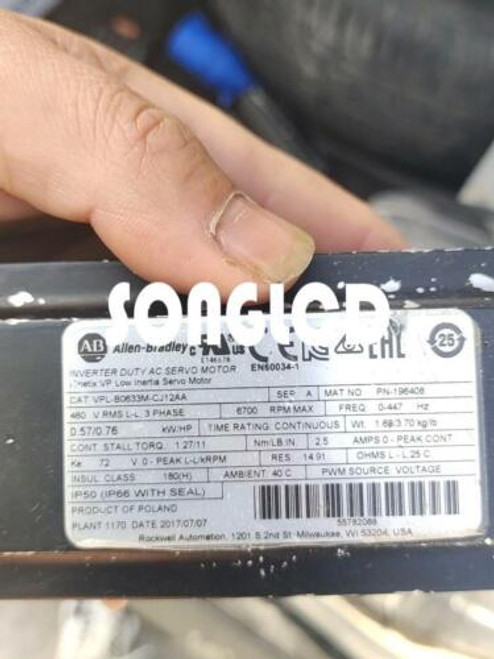 SONGLCD
AB Allen-Bradley c US CE EAC 25
E146578
INVERTER DUTY AC SERVO MOTOR EN60034-1
Kinetix VP Low Inertia Servo Motor
CAT VPL-B0633M-CJ12AA SER A MAT NO PN-196408
480 V RMS L-L 3 PHASE 6700 RPM MAX FREQ 0-447 Hz
0.57/0.76 kW/HP TIME RATING: CONTINUOUS Wt. 1.68/3.70 kg/lb
CONT STALL TORQ 1.27/11 Nm/LB IN 2.5 AMPS 0 - PEAK CONT
Ke 72 V 0 - PEAK L-L/kRPM RES 14.91 OHMS L - L 25 C
INSUL CLASS 180(H) AMBIENT 40 C PWM SOURCE VOLTAGE
IP50 (IP66 WITH SEAL)
PRODUCT OF POLAND
PLANT 1170 DATE 2017/07/07 55782088
Rockwell Automation, 1201 S.2nd St -Milwaukee, WI 53204, USA